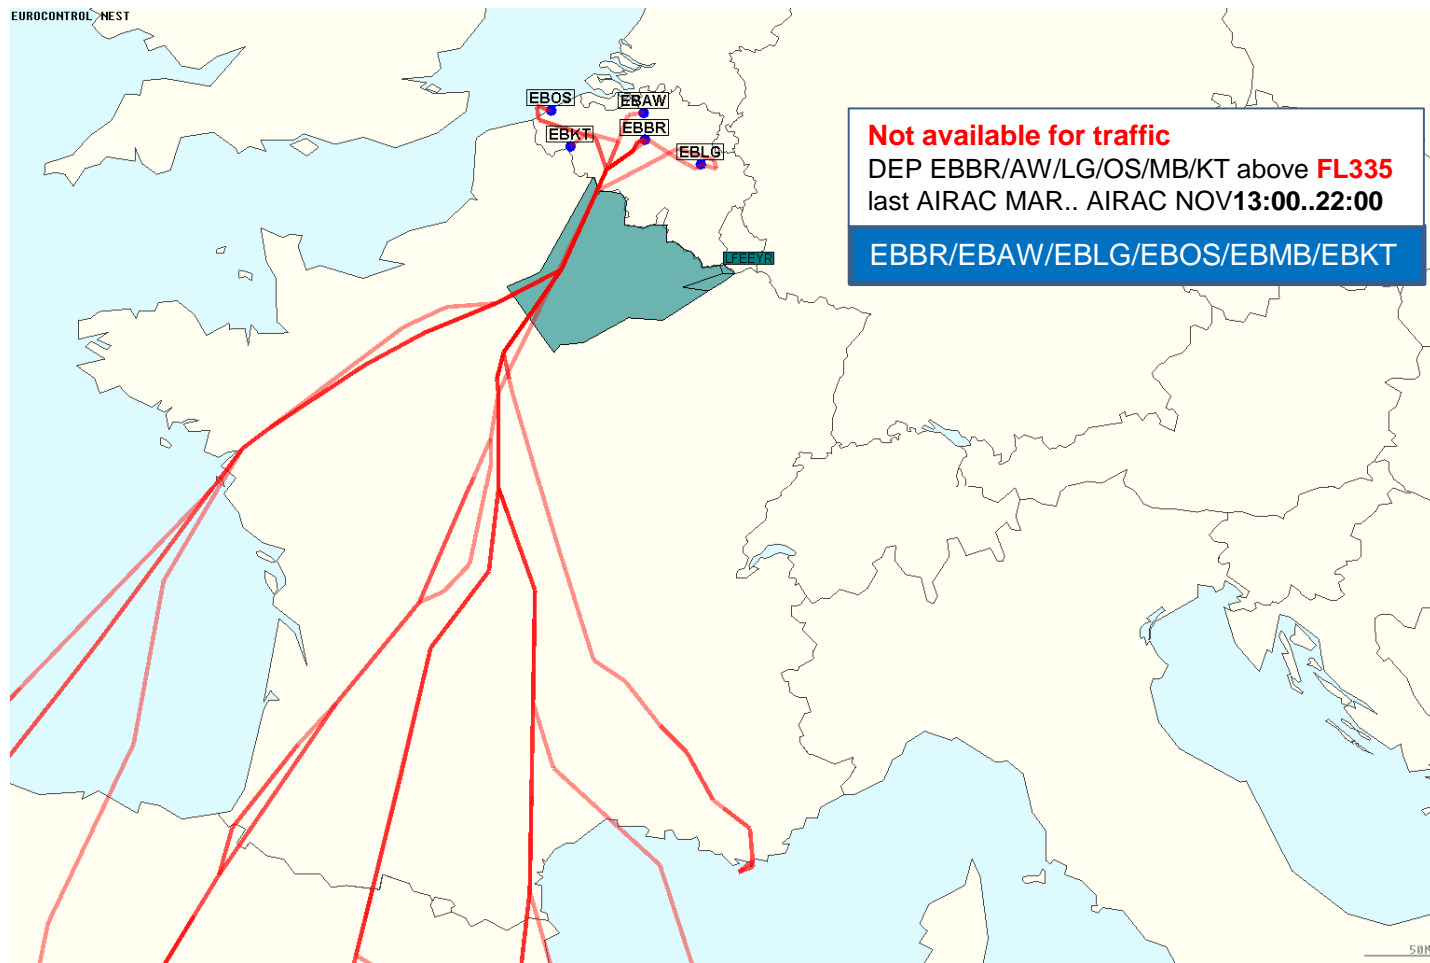 EUROCONTROL NEST
EBOS
EBAW
EBKT
EBBR
EBLG
LFEEYR
Not available for traffic
DEP EBBR/AW/LG/OS/MB/KT above FL335
last AIRAC MAR.. AIRAC NOV13:00..22:00
EBBR/EBAW/EBLG/EBOS/EBMB/EBKT